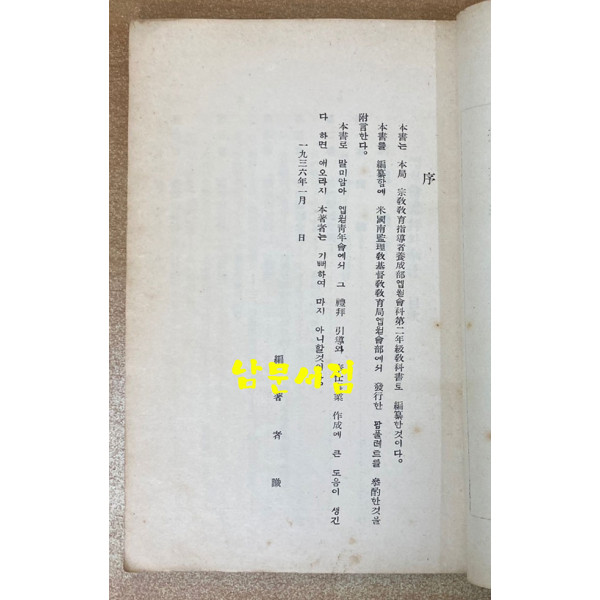 序
本書는 本局 宗敎敎育指導者養成部엡웟會科第二年級敎科書로 編纂한것이다。
本書를 編纂함에 米國南監理敎基督敎敎育局엡웟會部에서 發行한 팜풀렛트를 參酌한것을
附言한다。
本書로 말미암아 엡웟靑年會에서 그 禮拜 引導와 作成에 큰 도음이 생긴
다 하면 애오라지 本著者는 기뻐하여 마지 아니할것이
一九三六年一月 日
編著者識
남문서점